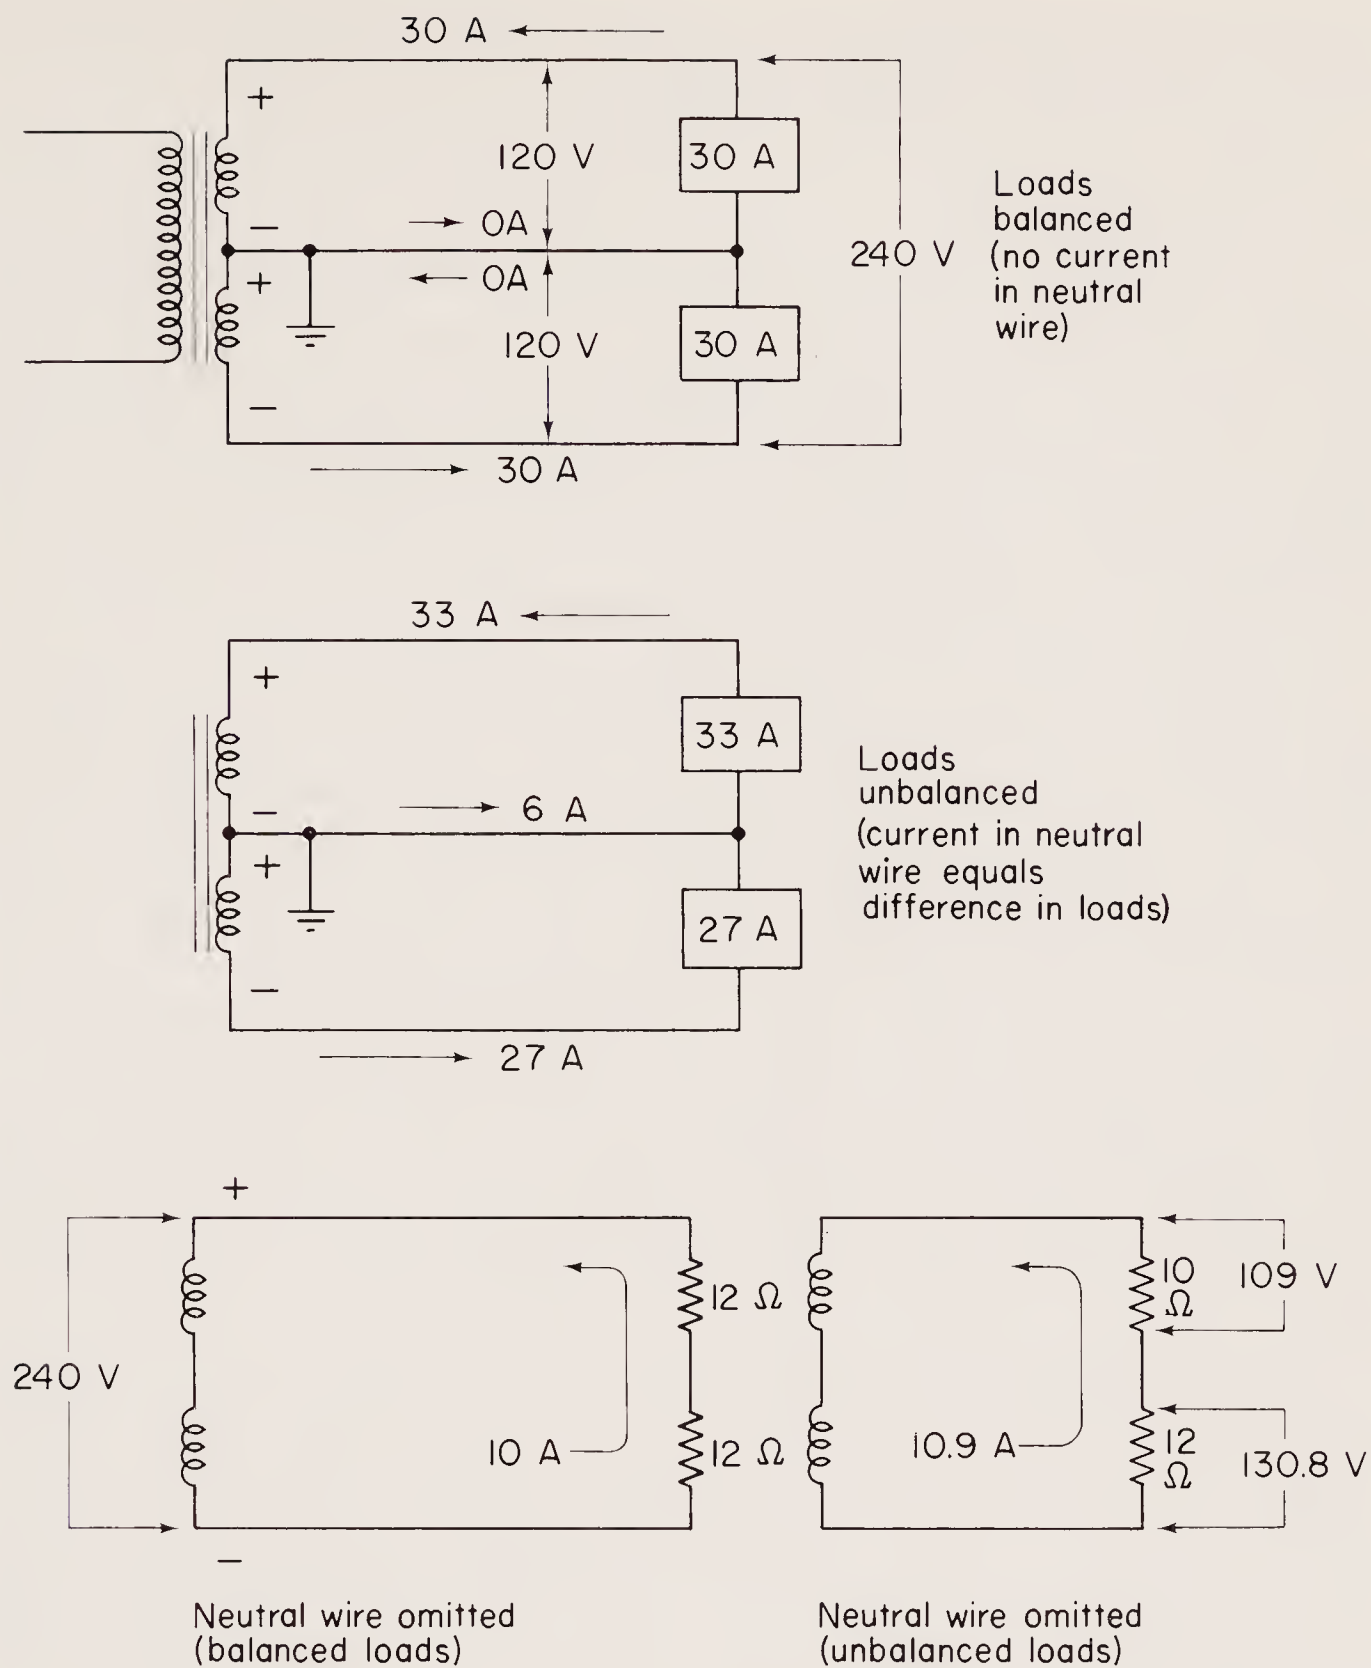 30 A
+
120 V
30 A
Loads
balanced
(no current
in neutral
wire)
−
0A
240 V
+
0A
120 V
30 A
−
30 A
33 A
+
33 A
Loads
unbalanced
(current in neutral
wire equals
difference in loads)
−
6 A
+
27 A
−
27 A
+
240 V
12 Ω
10 A
12 Ω
−
Neutral wire omitted
(balanced loads)
10
Ω
109 V
10.9 A
12
Ω
130.8 V
Neutral wire omitted
(unbalanced loads)